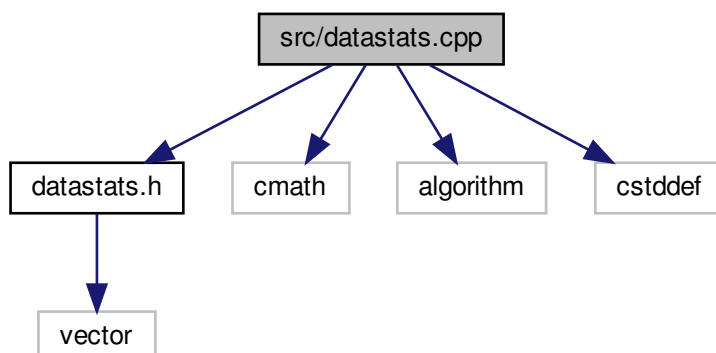 src/datastats.cpp
datastats.h
cmath
algorithm
cstddef
vector